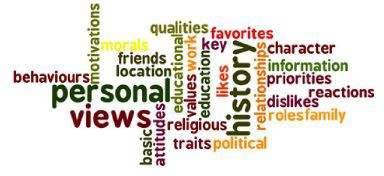 qualities
favorites
motivations
morals
educational
work
key
history
relationships
character
friends
location
information
behaviours
values
education
likes
priorities
personal
reactions
dislikes
views
attitudes
religious
roles
family
basic
traits
political